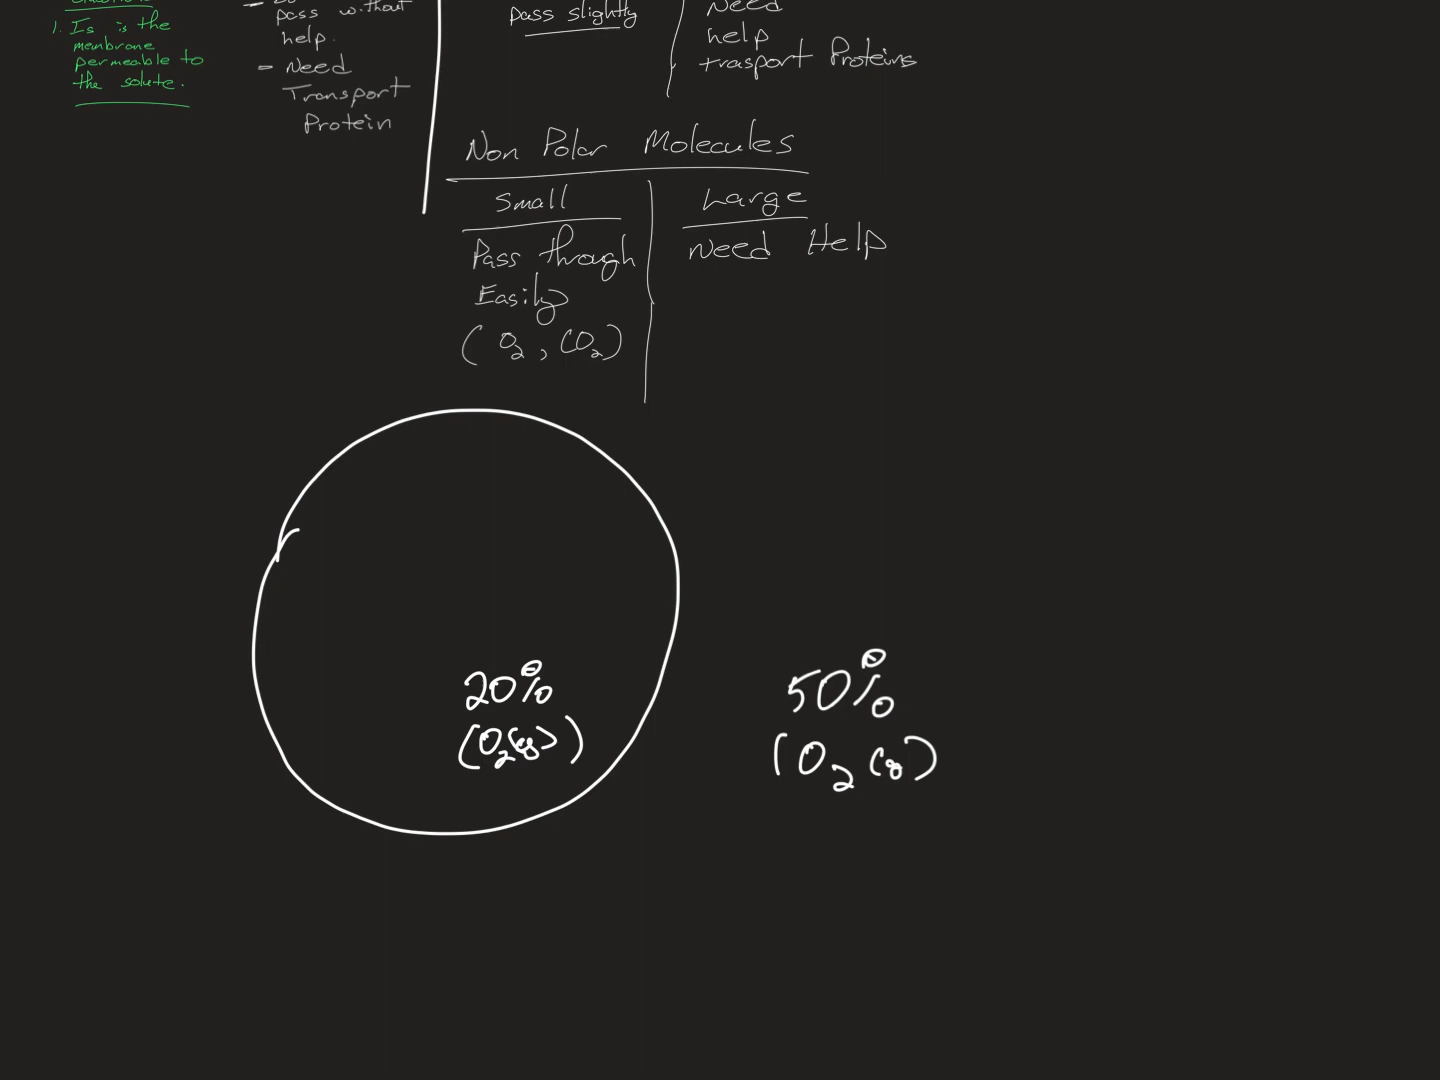 1. Is is the
membrane
permeable to
the solute.
pass without
help.
- Need
Transport
Protein
pass slightly
Need
help
trasport Proteins
Non Polar Molecules
Small
Pass through
Easily
(O₂, CO₂)
Large
Need Help
20%
(O₂(g))
50%
(O₂(g))